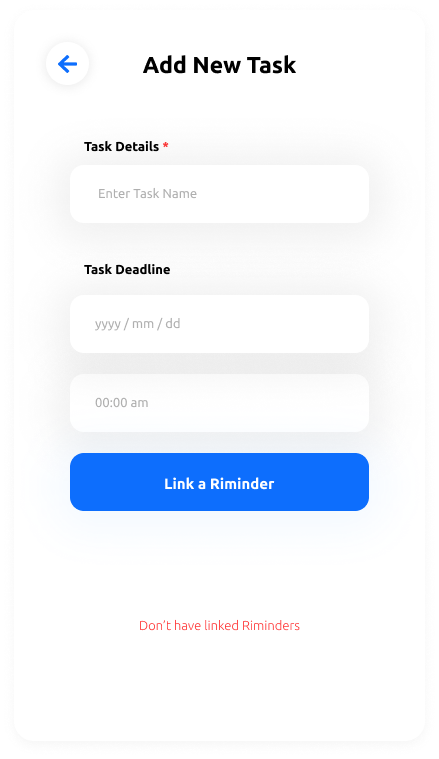 Add New Task
Task Details *
Enter Task Name
Task Deadline
yyyy / mm / dd
00:00 am
Link a Riminder
Don’t have linked Riminders